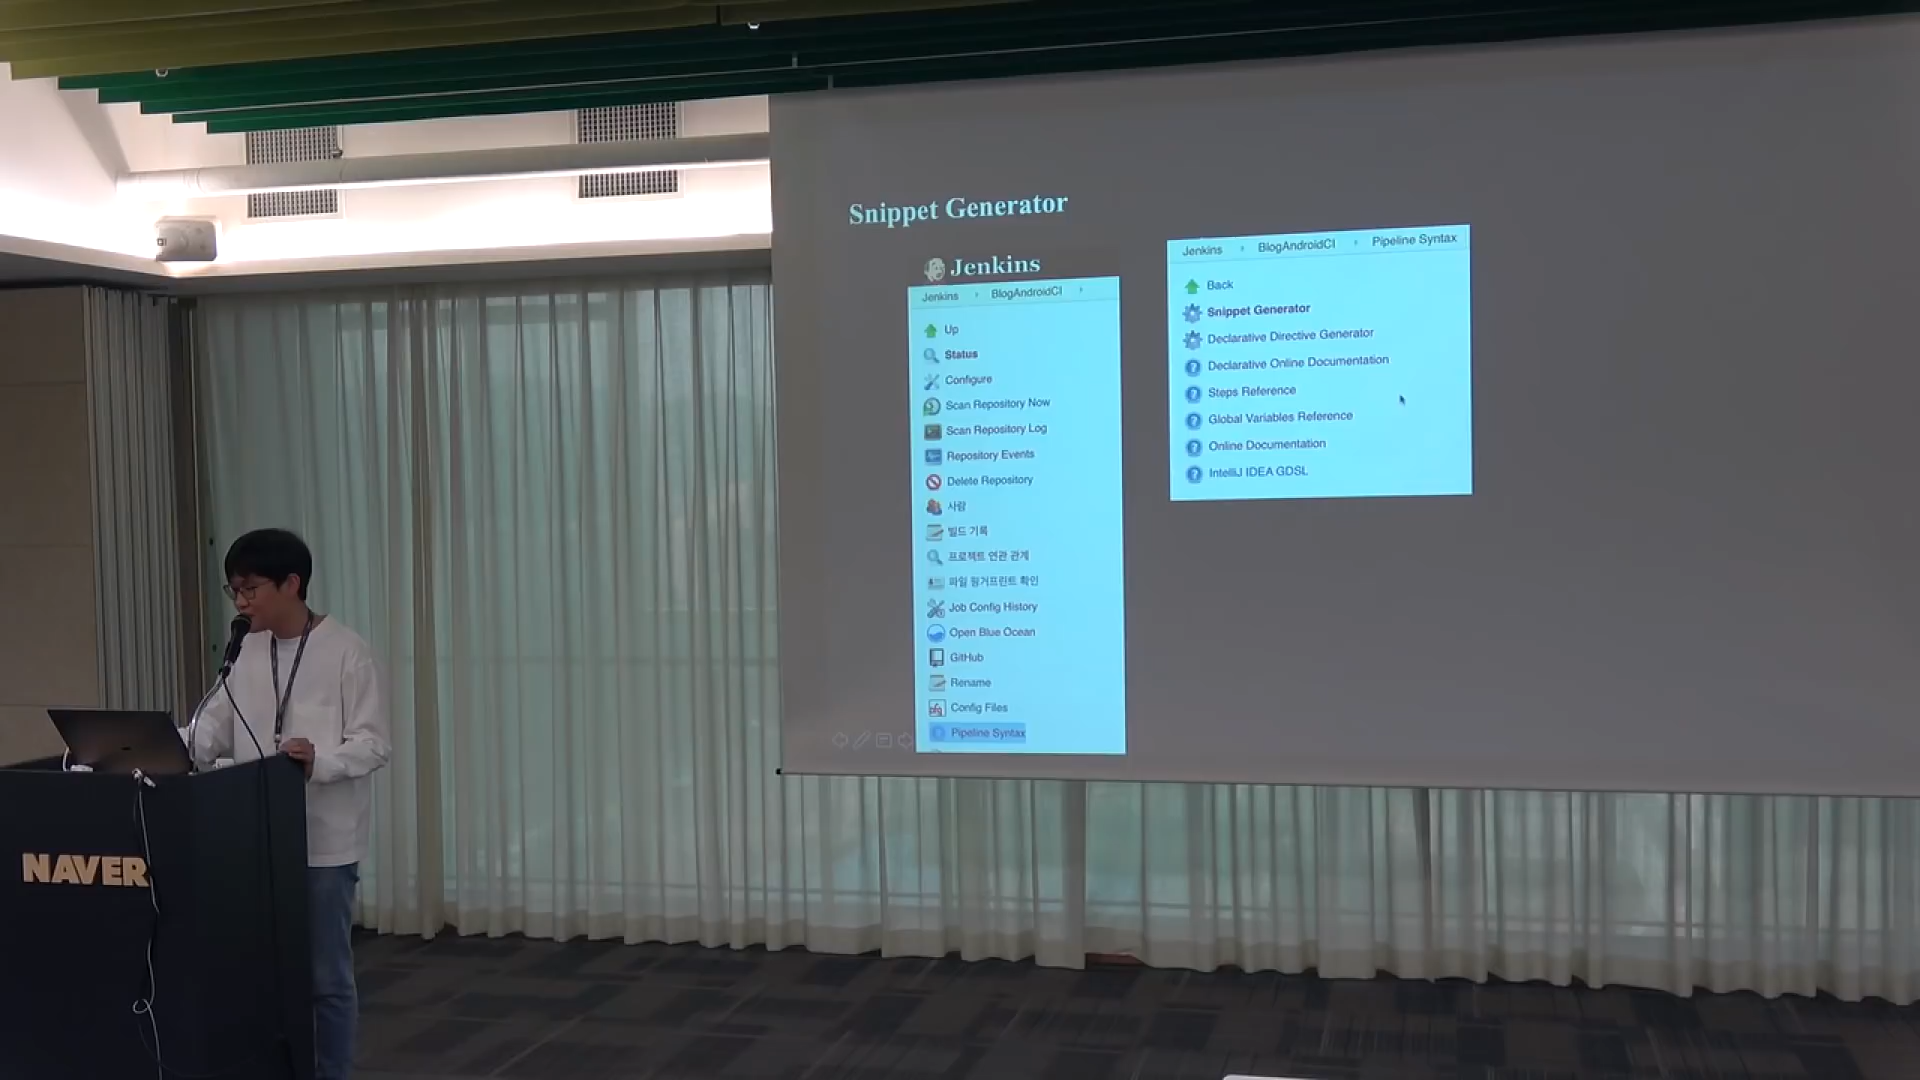 Snippet Generator
Jenkins
Jenkins BlogAndroidCI
Up
Status
Configure
Scan Repository Now
Scan Repository Log
Repository Events
Delete Repository
사람
빌드 기록
프로젝트 연관 관계
파일 핑거프린트 확인
Job Config History
Open Blue Ocean
GitHub
Rename
Config Files
Pipeline Syntax
Jenkins BlogAndroidCI Pipeline Syntax
Back
Snippet Generator
Declarative Directive Generator
Declarative Online Documentation
Steps Reference
Global Variables Reference
Online Documentation
IntelliJ IDEA GDSL
NAVER